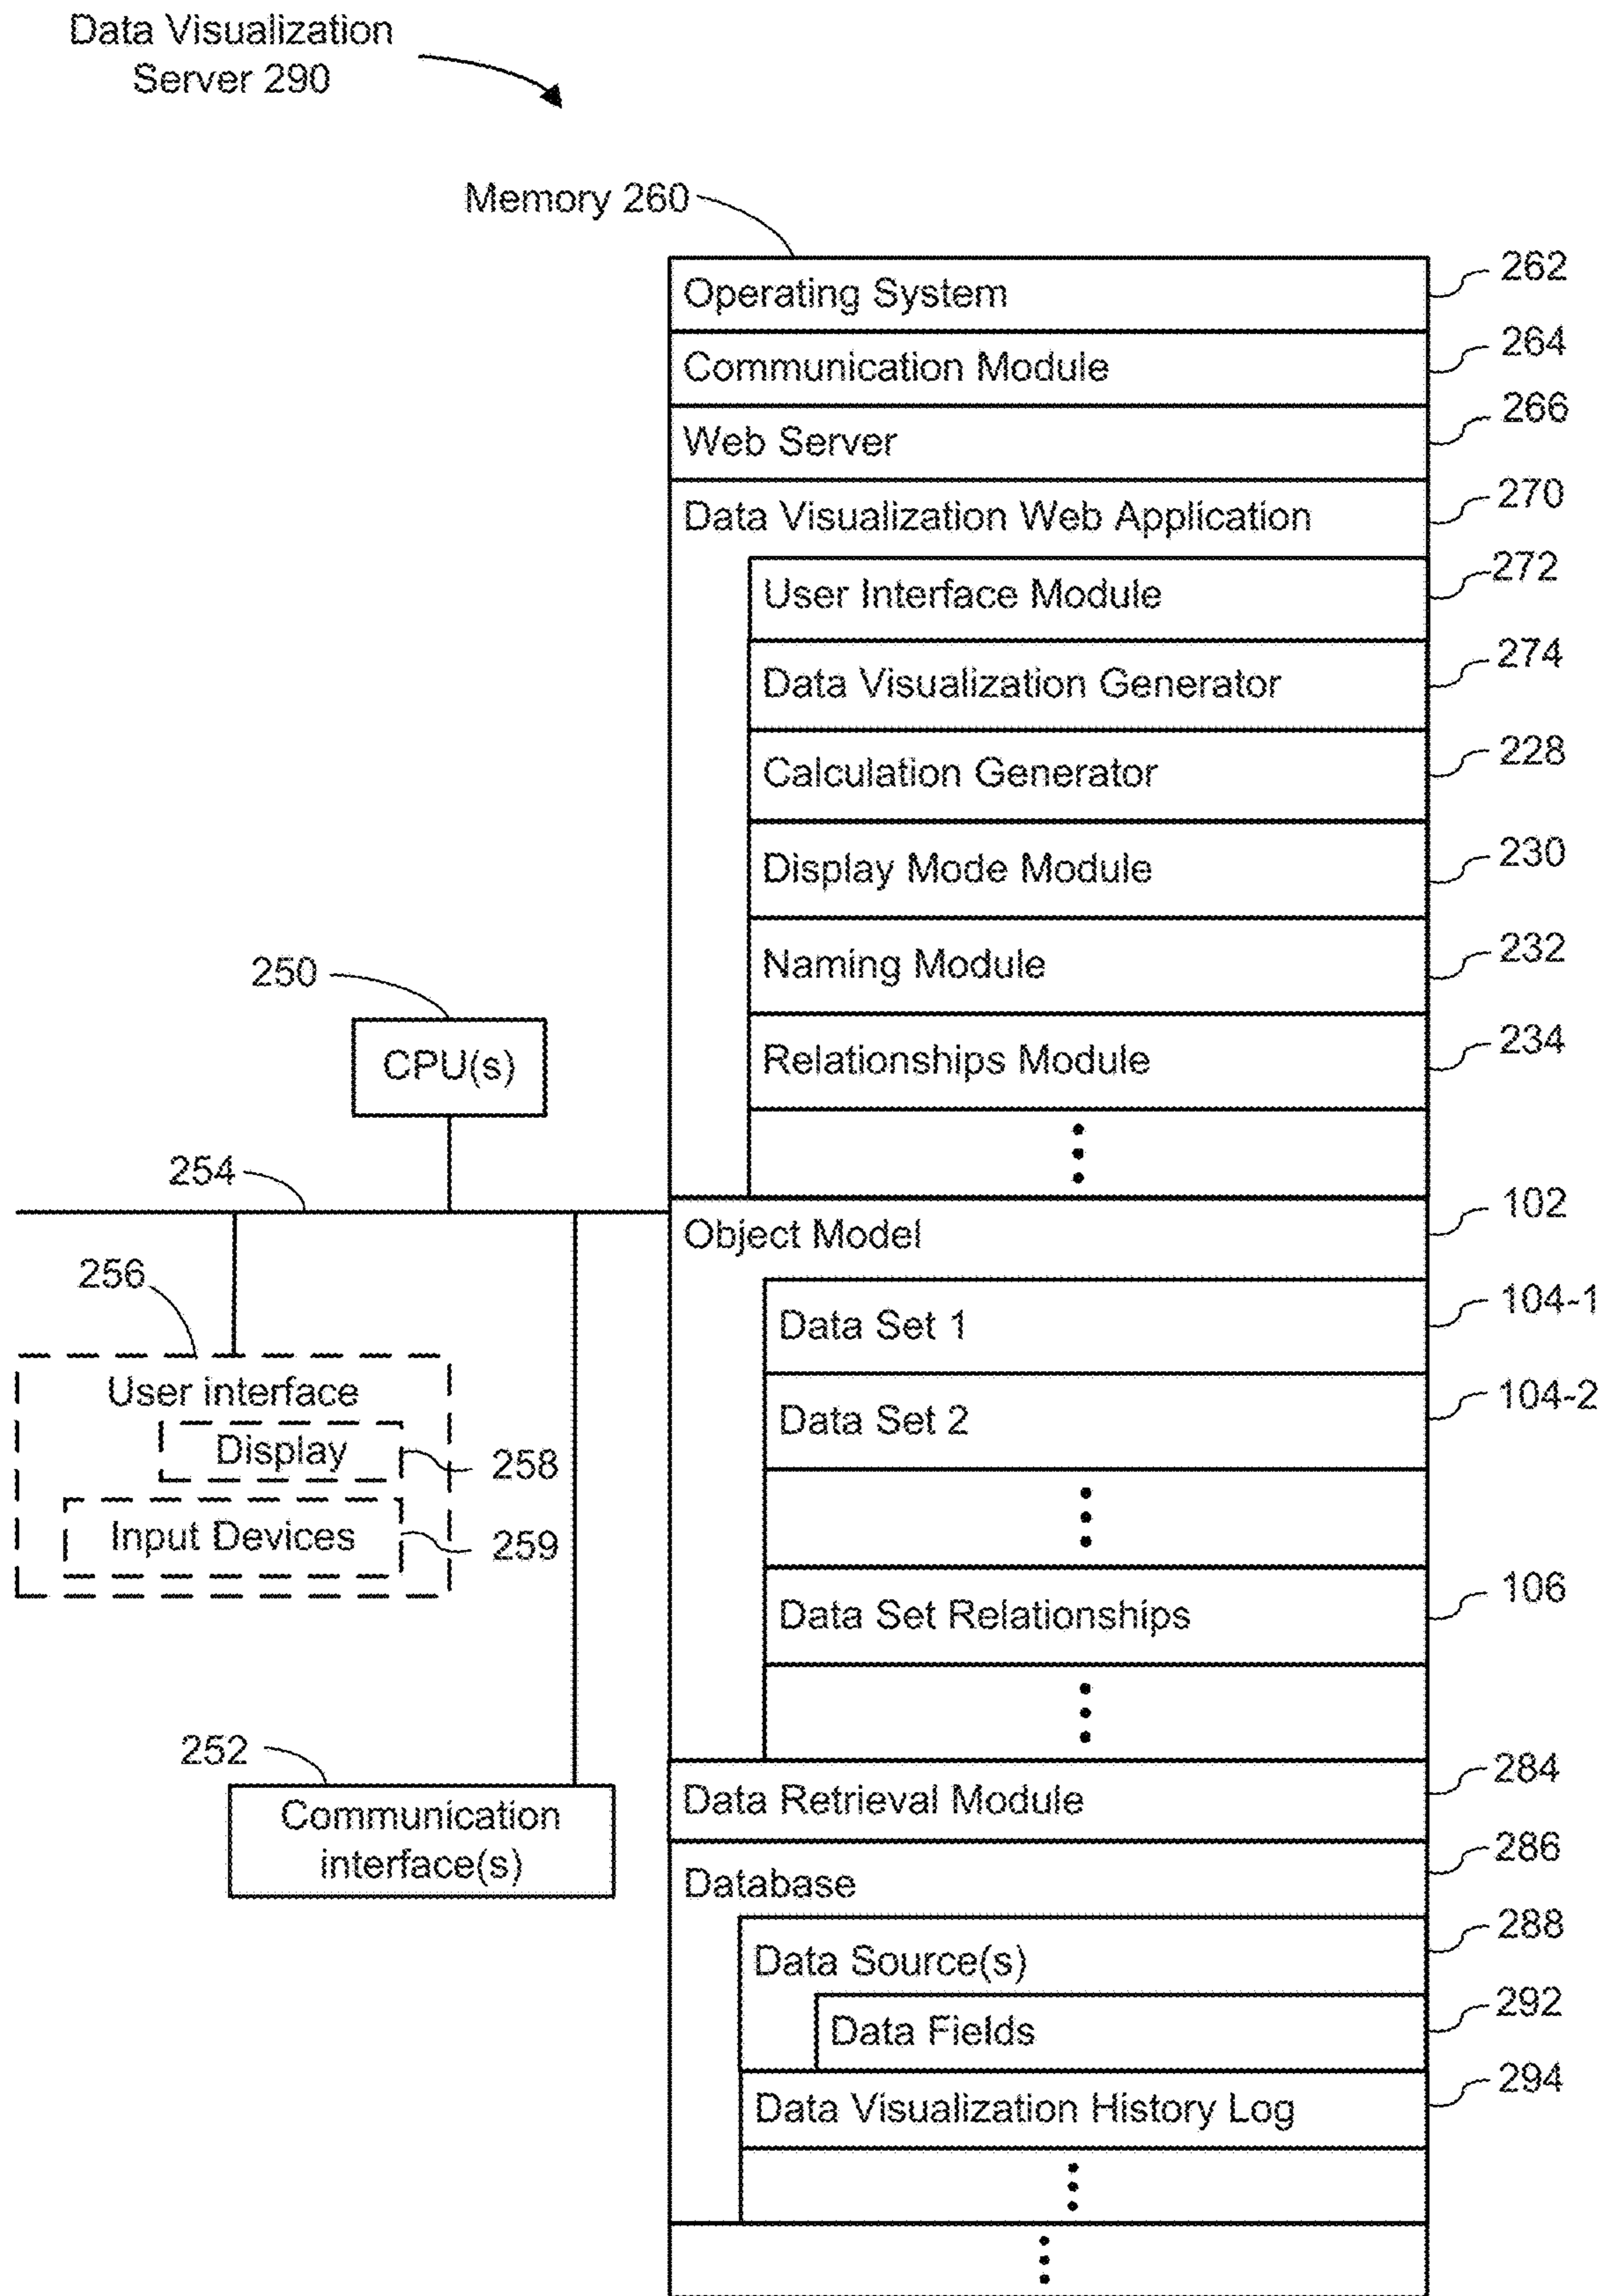 Data Visualization
Server 290
Memory 260
Operating System
262
Communication Module
264
Web Server
266
Data Visualization Web Application
270
User Interface Module
272
Data Visualization Generator
274
Calculation Generator
228
Display Mode Module
230
Naming Module
232
Relationships Module
234
250
CPU(s)
254
256
User interface
Display
258
Input Devices
259
252
Communication
interface(s)
Object Model
102
Data Set 1
104-1
Data Set 2
104-2
Data Set Relationships
106
Data Retrieval Module
284
Database
286
Data Source(s)
288
Data Fields
292
Data Visualization History Log
294